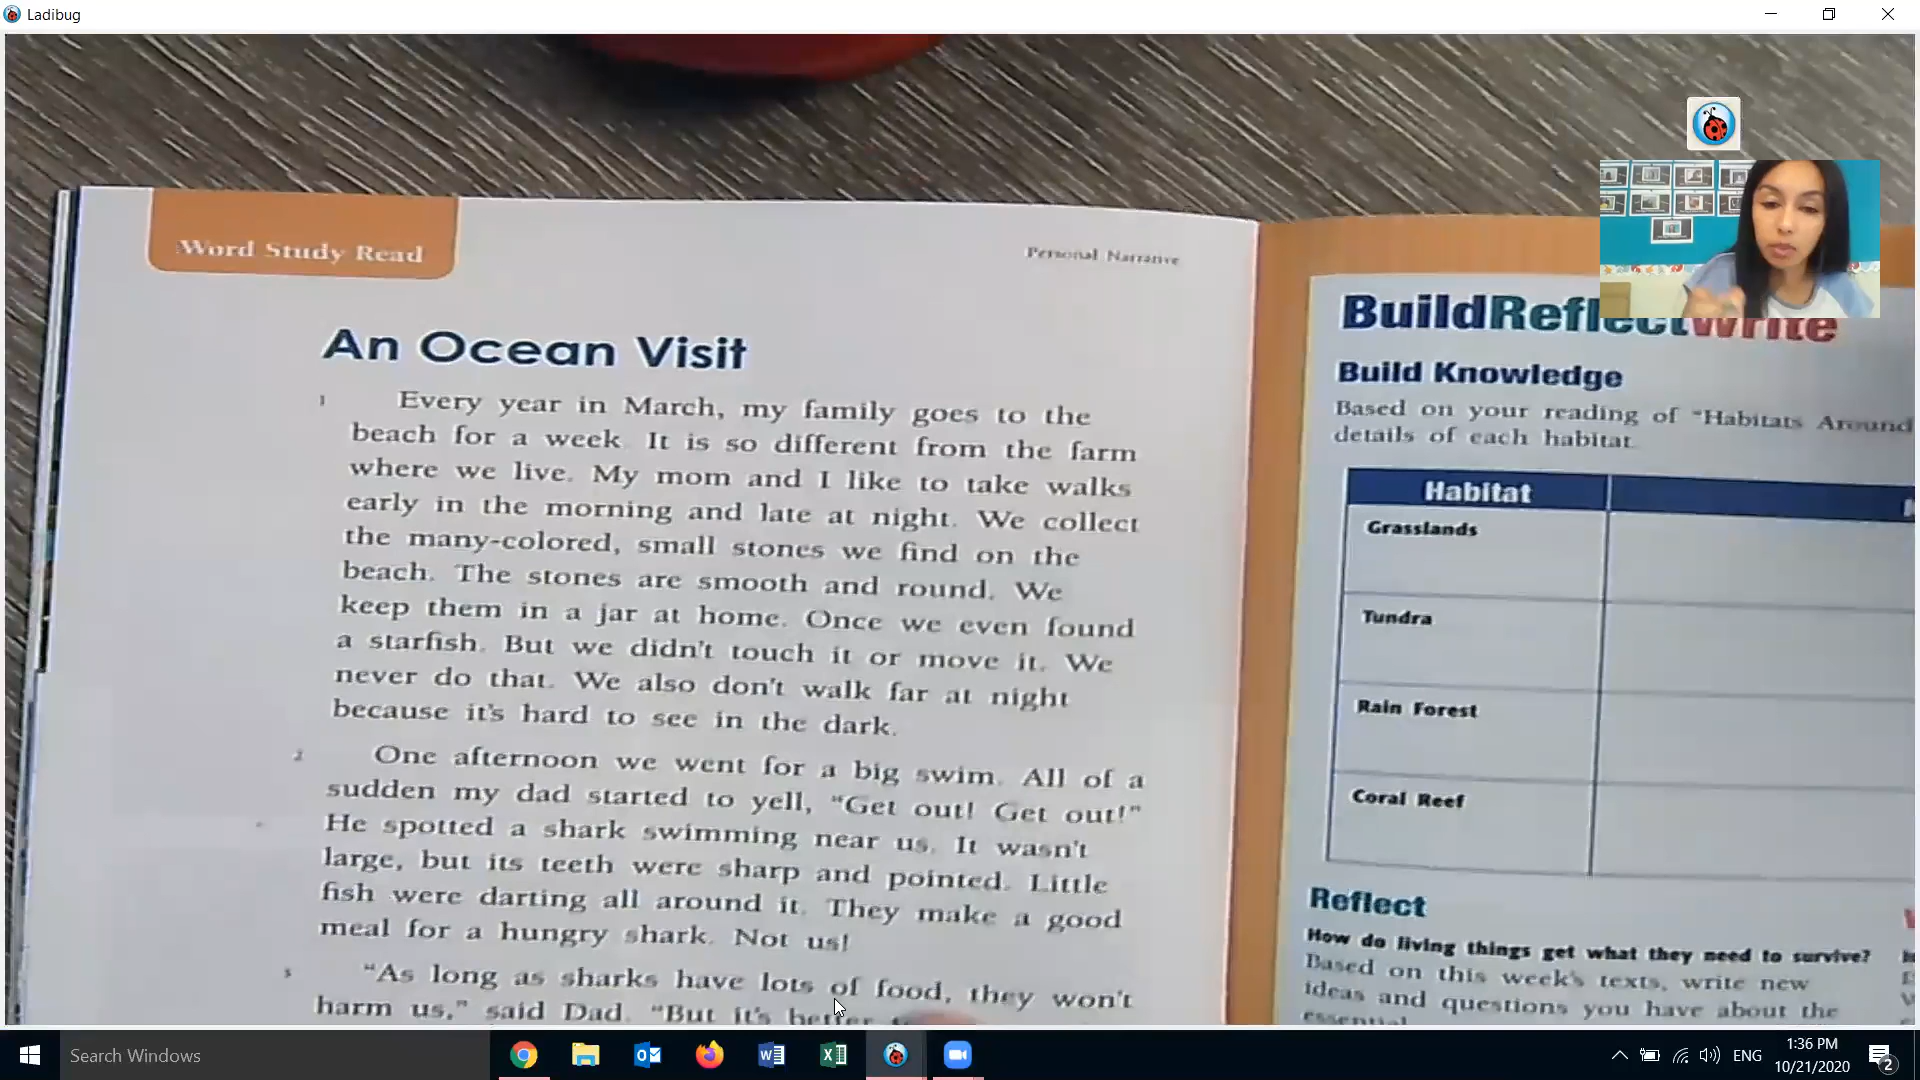 Ladibug
Word Study Read
Personal Narrative
An Ocean Visit
1 Every year in March, my family goes to the
beach for a week. It is so different from the farm
where we live. My mom and I like to take walks
early in the morning and late at night. We collect
the many-colored, small stones we find on the
beach. The stones are smooth and round. We
keep them in a jar at home. Once we even found
a starfish. But we didn't touch it or move it. We
never do that. We also don't walk far at night
because it's hard to see in the dark.
2 One afternoon we went for a big swim. All of a
sudden my dad started to yell, "Get out! Get out!"
He spotted a shark swimming near us. It wasn't
large, but its teeth were sharp and pointed. Little
fish were darting all around it. They make a good
meal for a hungry shark. Not us!
3 "As long as sharks have lots of food, they won't
harm us," said Dad. "But it's better
BuildReflectWrite
Build Knowledge
Based on your reading of "Habitats Around
details of each habitat.
Habitat
Grasslands
Tundra
Rain Forest
Coral Reef
Reflect
How do living things get what they need to survive?
Based on this week's texts, write new
ideas and questions you have about the
essential
Search Windows
ENG
1:36 PM
10/21/2020
2